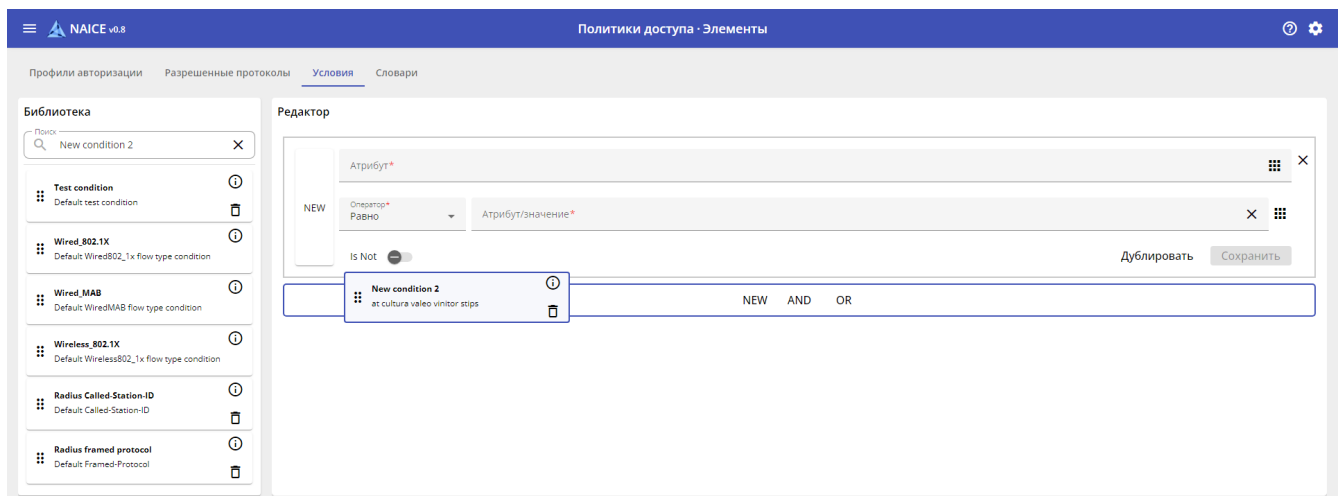 NAICE v0.8
Политики доступа · Элементы
Профили авторизации Разрешенные протоколы Условия Словари
Библиотека
Поиск
New condition 2
Test condition
Default test condition
Wired_802.1X
Default Wired802_1x flow type condition
Wired_MAB
Default WiredMAB flow type condition
Wireless_802.1X
Default Wireless802_1x flow type condition
Radius Called-Station-ID
Default Called-Station-ID
Radius framed protocol
Default Framed-Protocol
Редактор
NEW
Атрибут*
Оператор*
Равно
Атрибут/значение*
Is Not
Дублировать Сохранить
New condition 2
at cultura valeo vinitor stips
NEW AND OR